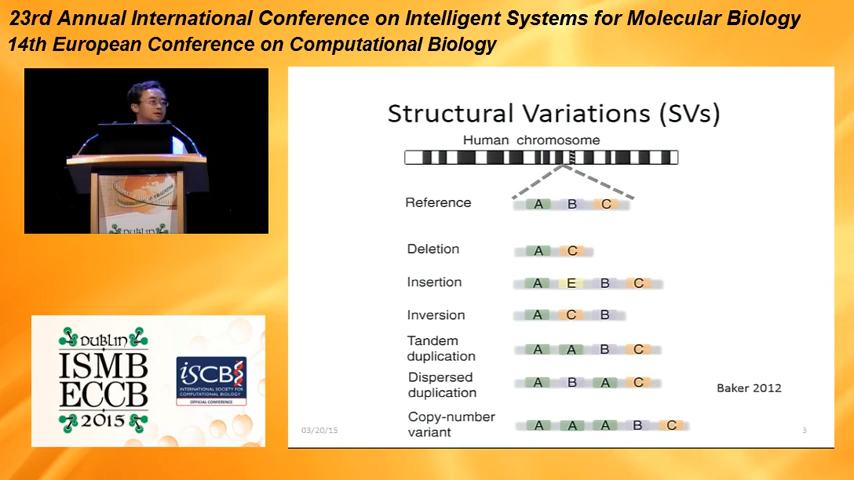 23rd Annual International Conference on Intelligent Systems for Molecular Biology
14th European Conference on Computational Biology
Structural Variations (SVs)
Human chromosome
Reference
A B C
Deletion
A C
Insertion
A E B C
Inversion
A C B
Tandem
duplication
A A B C
Dispersed
duplication
A B A C
Baker 2012
Copy-number
variant
A A A B C
03/20/15
3
DUBLIN
DUBLIN
ISMB
ECCB
2015
ISCB
INTERNATIONAL SOCIETY FOR
COMPUTATIONAL BIOLOGY
OFFICIAL CONFERENCE